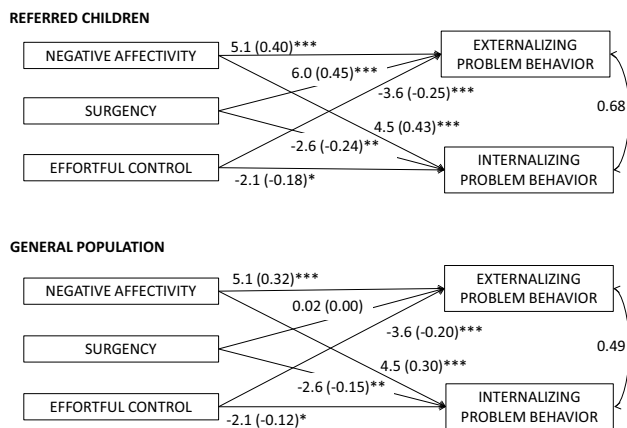 REFERRED CHILDREN
5.1 (0.40)***
NEGATIVE AFFECTIVITY
EXTERNALIZING
PROBLEM BEHAVIOR
6.0 (0.45)***
-3.6 (-0.25)***
SURGENCY
0.68
4.5 (0.43)***
-2.6 (-0.24)**
EFFORTFUL CONTROL
INTERNALIZING
PROBLEM BEHAVIOR
-2.1 (-0.18)*
GENERAL POPULATION
5.1 (0.32)***
NEGATIVE AFFECTIVITY
EXTERNALIZING
PROBLEM BEHAVIOR
0.02 (0.00)
-3.6 (-0.20)***
SURGENCY
0.49
4.5 (0.30)***
-2.6 (-0.15)**
EFFORTFUL CONTROL
INTERNALIZING
PROBLEM BEHAVIOR
-2.1 (-0.12)*